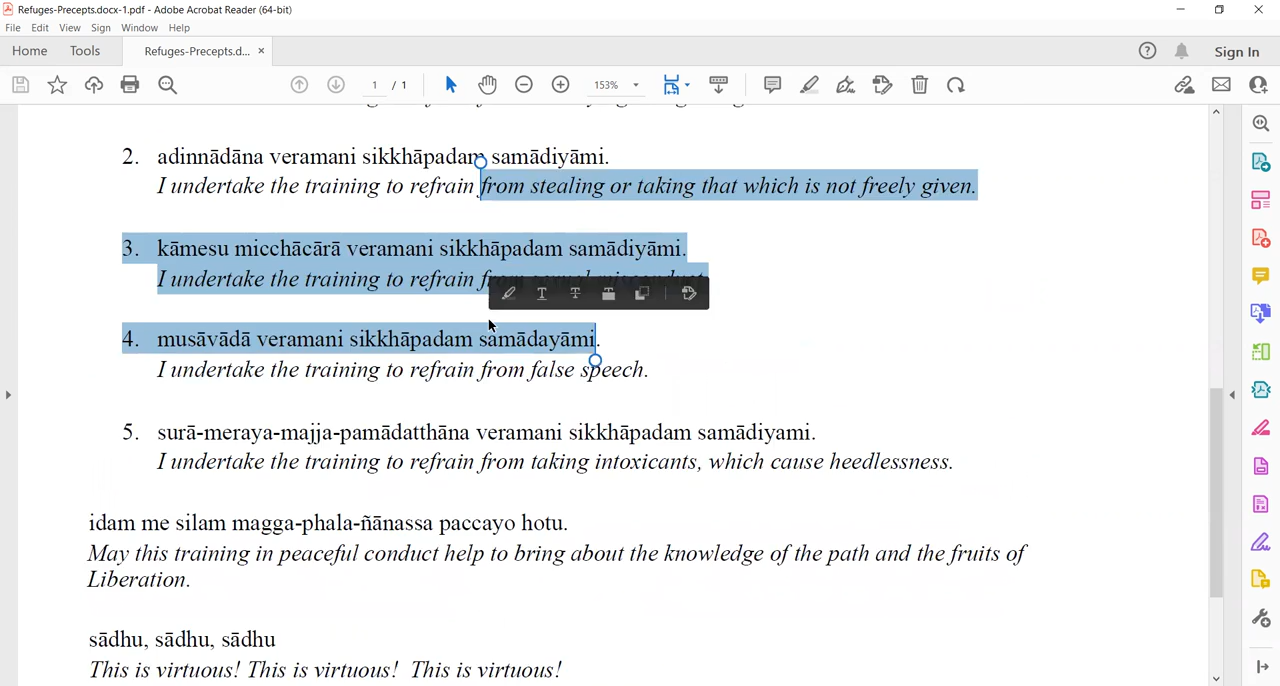 Refuges-Precepts.docx-1.pdf - Adobe Acrobat Reader (64-bit)
File Edit View Sign Window Help
Home Tools Refuges-Precepts.d... × Sign In
1 / 1 153%
2. adinnādāna veramani sikkhāpadam samādiyāmi.
I undertake the training to refrain from stealing or taking that which is not freely given.
3. kāmesu micchācārā veramani sikkhāpadam samādiyāmi.
I undertake the training to refrain
4. musāvādā veramani sikkhāpadam samādayāmi.
I undertake the training to refrain from false speech.
5. surā-meraya-majja-pamādatthāna veramani sikkhāpadam samādiyami.
I undertake the training to refrain from taking intoxicants, which cause heedlessness.
idam me silam magga-phala-ñānassa paccayo hotu.
May this training in peaceful conduct help to bring about the knowledge of the path and the fruits of
Liberation.
sādhu, sādhu, sādhu
This is virtuous! This is virtuous! This is virtuous!